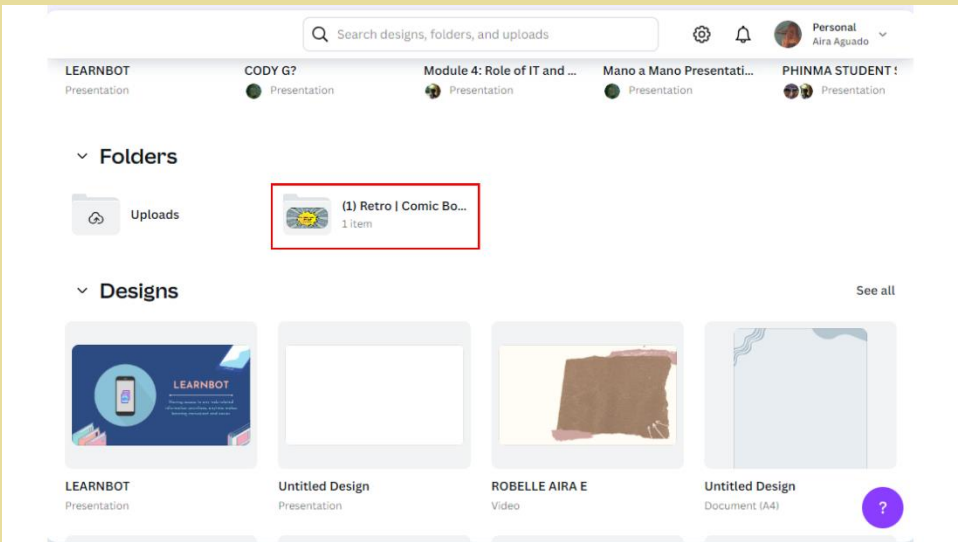 Search designs, folders, and uploads
Personal
Aira Aguado
LEARNBOT
CODY G?
Module 4: Role of IT and ...
Mano a Mano Presentati...
PHINMA STUDENT S
Presentation
Presentation
Presentation
Presentation
Presentation
Folders
Uploads
(1) Retro | Comic Bo...
1 item
Designs
See all
LEARNBOT
LEARNBOT
Untitled Design
ROBELLE AIRA E
Untitled Design
Presentation
Presentation
Video
Document (A4)
?